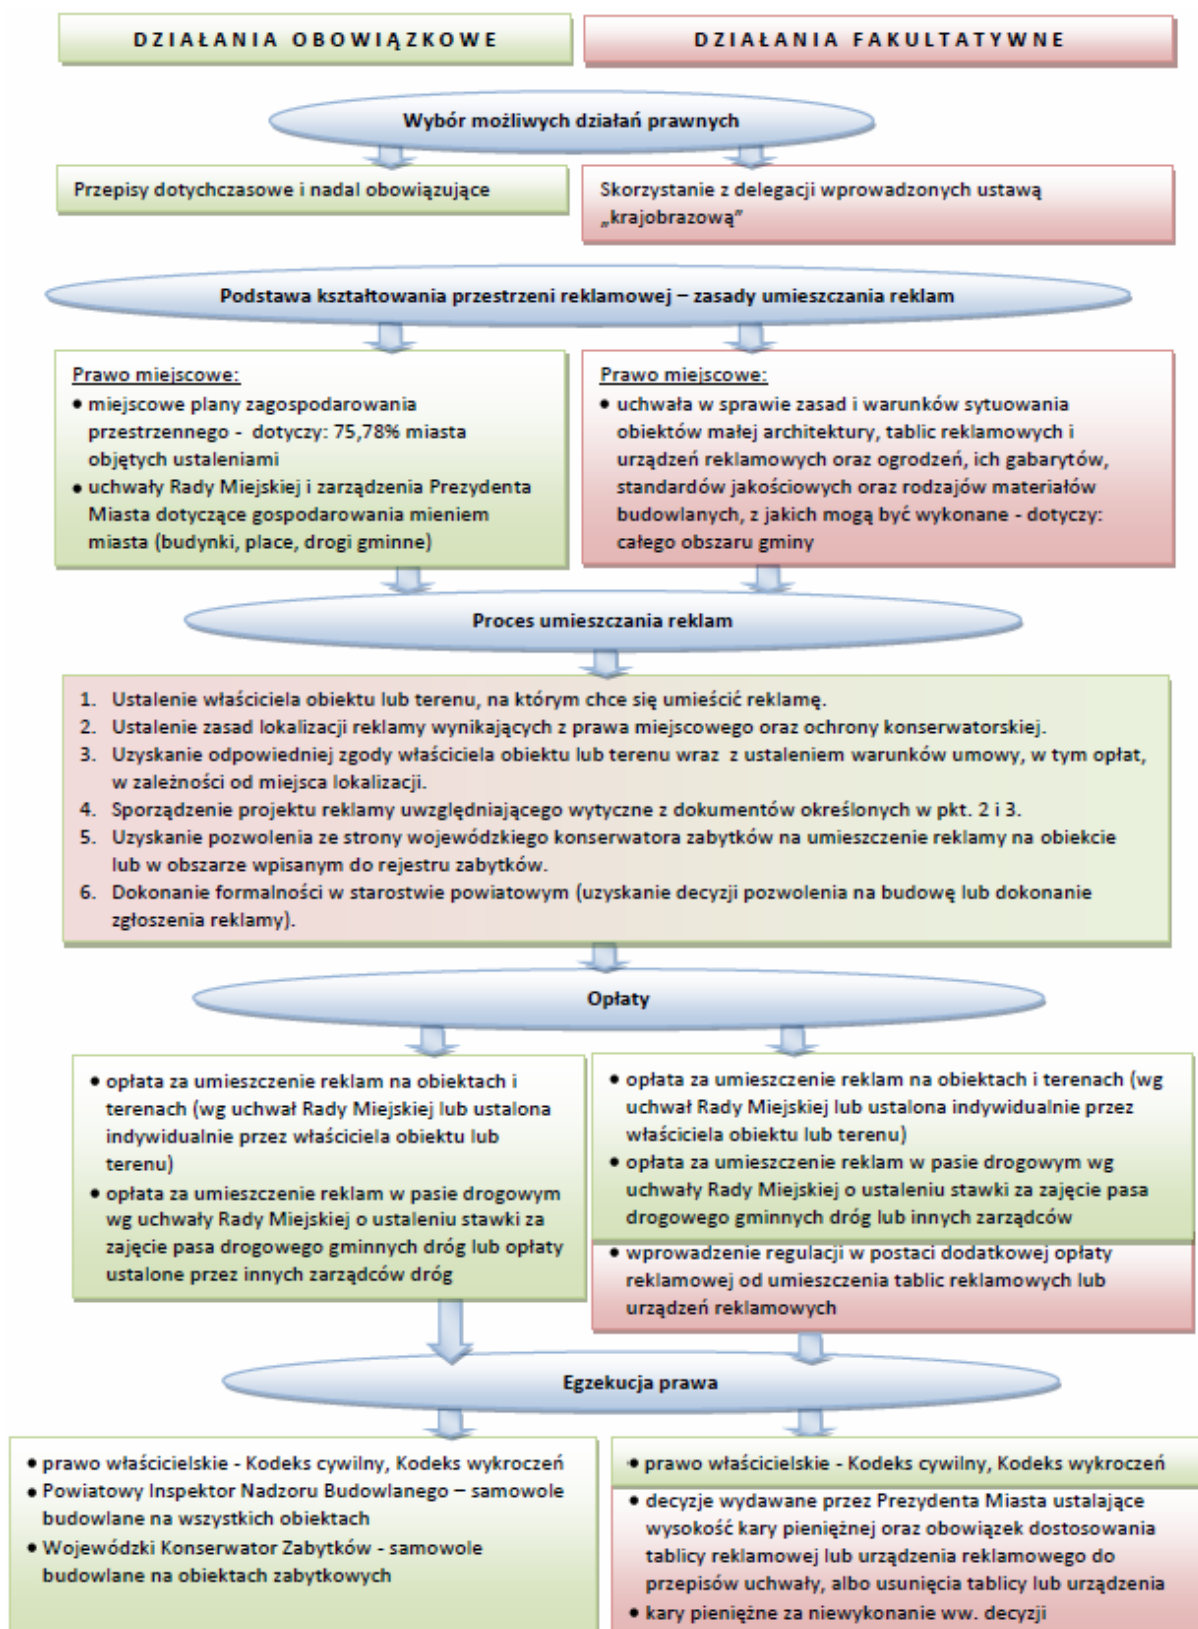 DZIAŁANIA OBOWIĄZKOWE
DZIAŁANIA FAKULTATYWNE
Wybór możliwych działań prawnych
Przepisy dotychczasowe i nadal obowiązujące
Skorzystanie z delegacji wprowadzonych ustawą
„krajobrazową”
Podstawa kształtowania przestrzeni reklamowej – zasady umieszczania reklam
Prawo miejscowe:
• miejscowe plany zagospodarowania
przestrzennego - dotyczy: 75,78% miasta
objętych ustaleniami
• uchwały Rady Miejskiej i zarządzenia Prezydenta
Miasta dotyczące gospodarowania mieniem
miasta (budynki, place, drogi gminne)
Prawo miejscowe:
• uchwała w sprawie zasad i warunków sytuowania
obiektów małej architektury, tablic reklamowych i
urządzeń reklamowych oraz ogrodzeń, ich gabarytów,
standardów jakościowych oraz rodzajów materiałów
budowlanych, z jakich mogą być wykonane - dotyczy:
całego obszaru gminy
Proces umieszczania reklam
1. Ustalenie właściciela obiektu lub terenu, na którym chce się umieścić reklamę.
2. Ustalenie zasad lokalizacji reklamy wynikających z prawa miejscowego oraz ochrony konserwatorskiej.
3. Uzyskanie odpowiedniej zgody właściciela obiektu lub terenu wraz z ustaleniem warunków umowy, w tym opłat,
w zależności od miejsca lokalizacji.
4. Sporządzenie projektu reklamy uwzględniającego wytyczne z dokumentów określonych w pkt. 2 i 3.
5. Uzyskanie pozwolenia ze strony wojewódzkiego konserwatora zabytków na umieszczenie reklamy na obiekcie
lub w obszarze wpisanym do rejestru zabytków.
6. Dokonanie formalności w starostwie powiatowym (uzyskanie decyzji pozwolenia na budowę lub dokonanie
zgłoszenia reklamy).
Opłaty
• opłata za umieszczenie reklam na obiektach i
terenach (wg uchwał Rady Miejskiej lub ustalona
indywidualnie przez właściciela obiektu lub
terenu)
• opłata za umieszczenie reklam w pasie drogowym
wg uchwały Rady Miejskiej o ustaleniu stawki za
zajęcie pasa drogowego gminnych dróg lub opłaty
ustalone przez innych zarządców dróg
• opłata za umieszczenie reklam na obiektach i terenach (wg
uchwał Rady Miejskiej lub ustalona indywidualnie przez
właściciela obiektu lub terenu)
• opłata za umieszczenie reklam w pasie drogowym wg
uchwały Rady Miejskiej o ustaleniu stawki za zajęcie pasa
drogowego gminnych dróg lub innych zarządców
• wprowadzenie regulacji w postaci dodatkowej opłaty
reklamowej od umieszczenia tablic reklamowych lub
urządzeń reklamowych
Egzekucja prawa
• prawo właścicielskie - Kodeks cywilny, Kodeks wykroczeń
• Powiatowy Inspektor Nadzoru Budowlanego – samowole
budowlane na wszystkich obiektach
• Wojewódzki Konserwator Zabytków - samowole
budowlane na obiektach zabytkowych
• prawo właścicielskie - Kodeks cywilny, Kodeks wykroczeń
• decyzje wydawane przez Prezydenta Miasta ustalające
wysokość kary pieniężnej oraz obowiązek dostosowania
tablicy reklamowej lub urządzenia reklamowego do
przepisów uchwały, albo usunięcia tablicy lub urządzenia
• kary pieniężne za niewykonanie ww. decyzji